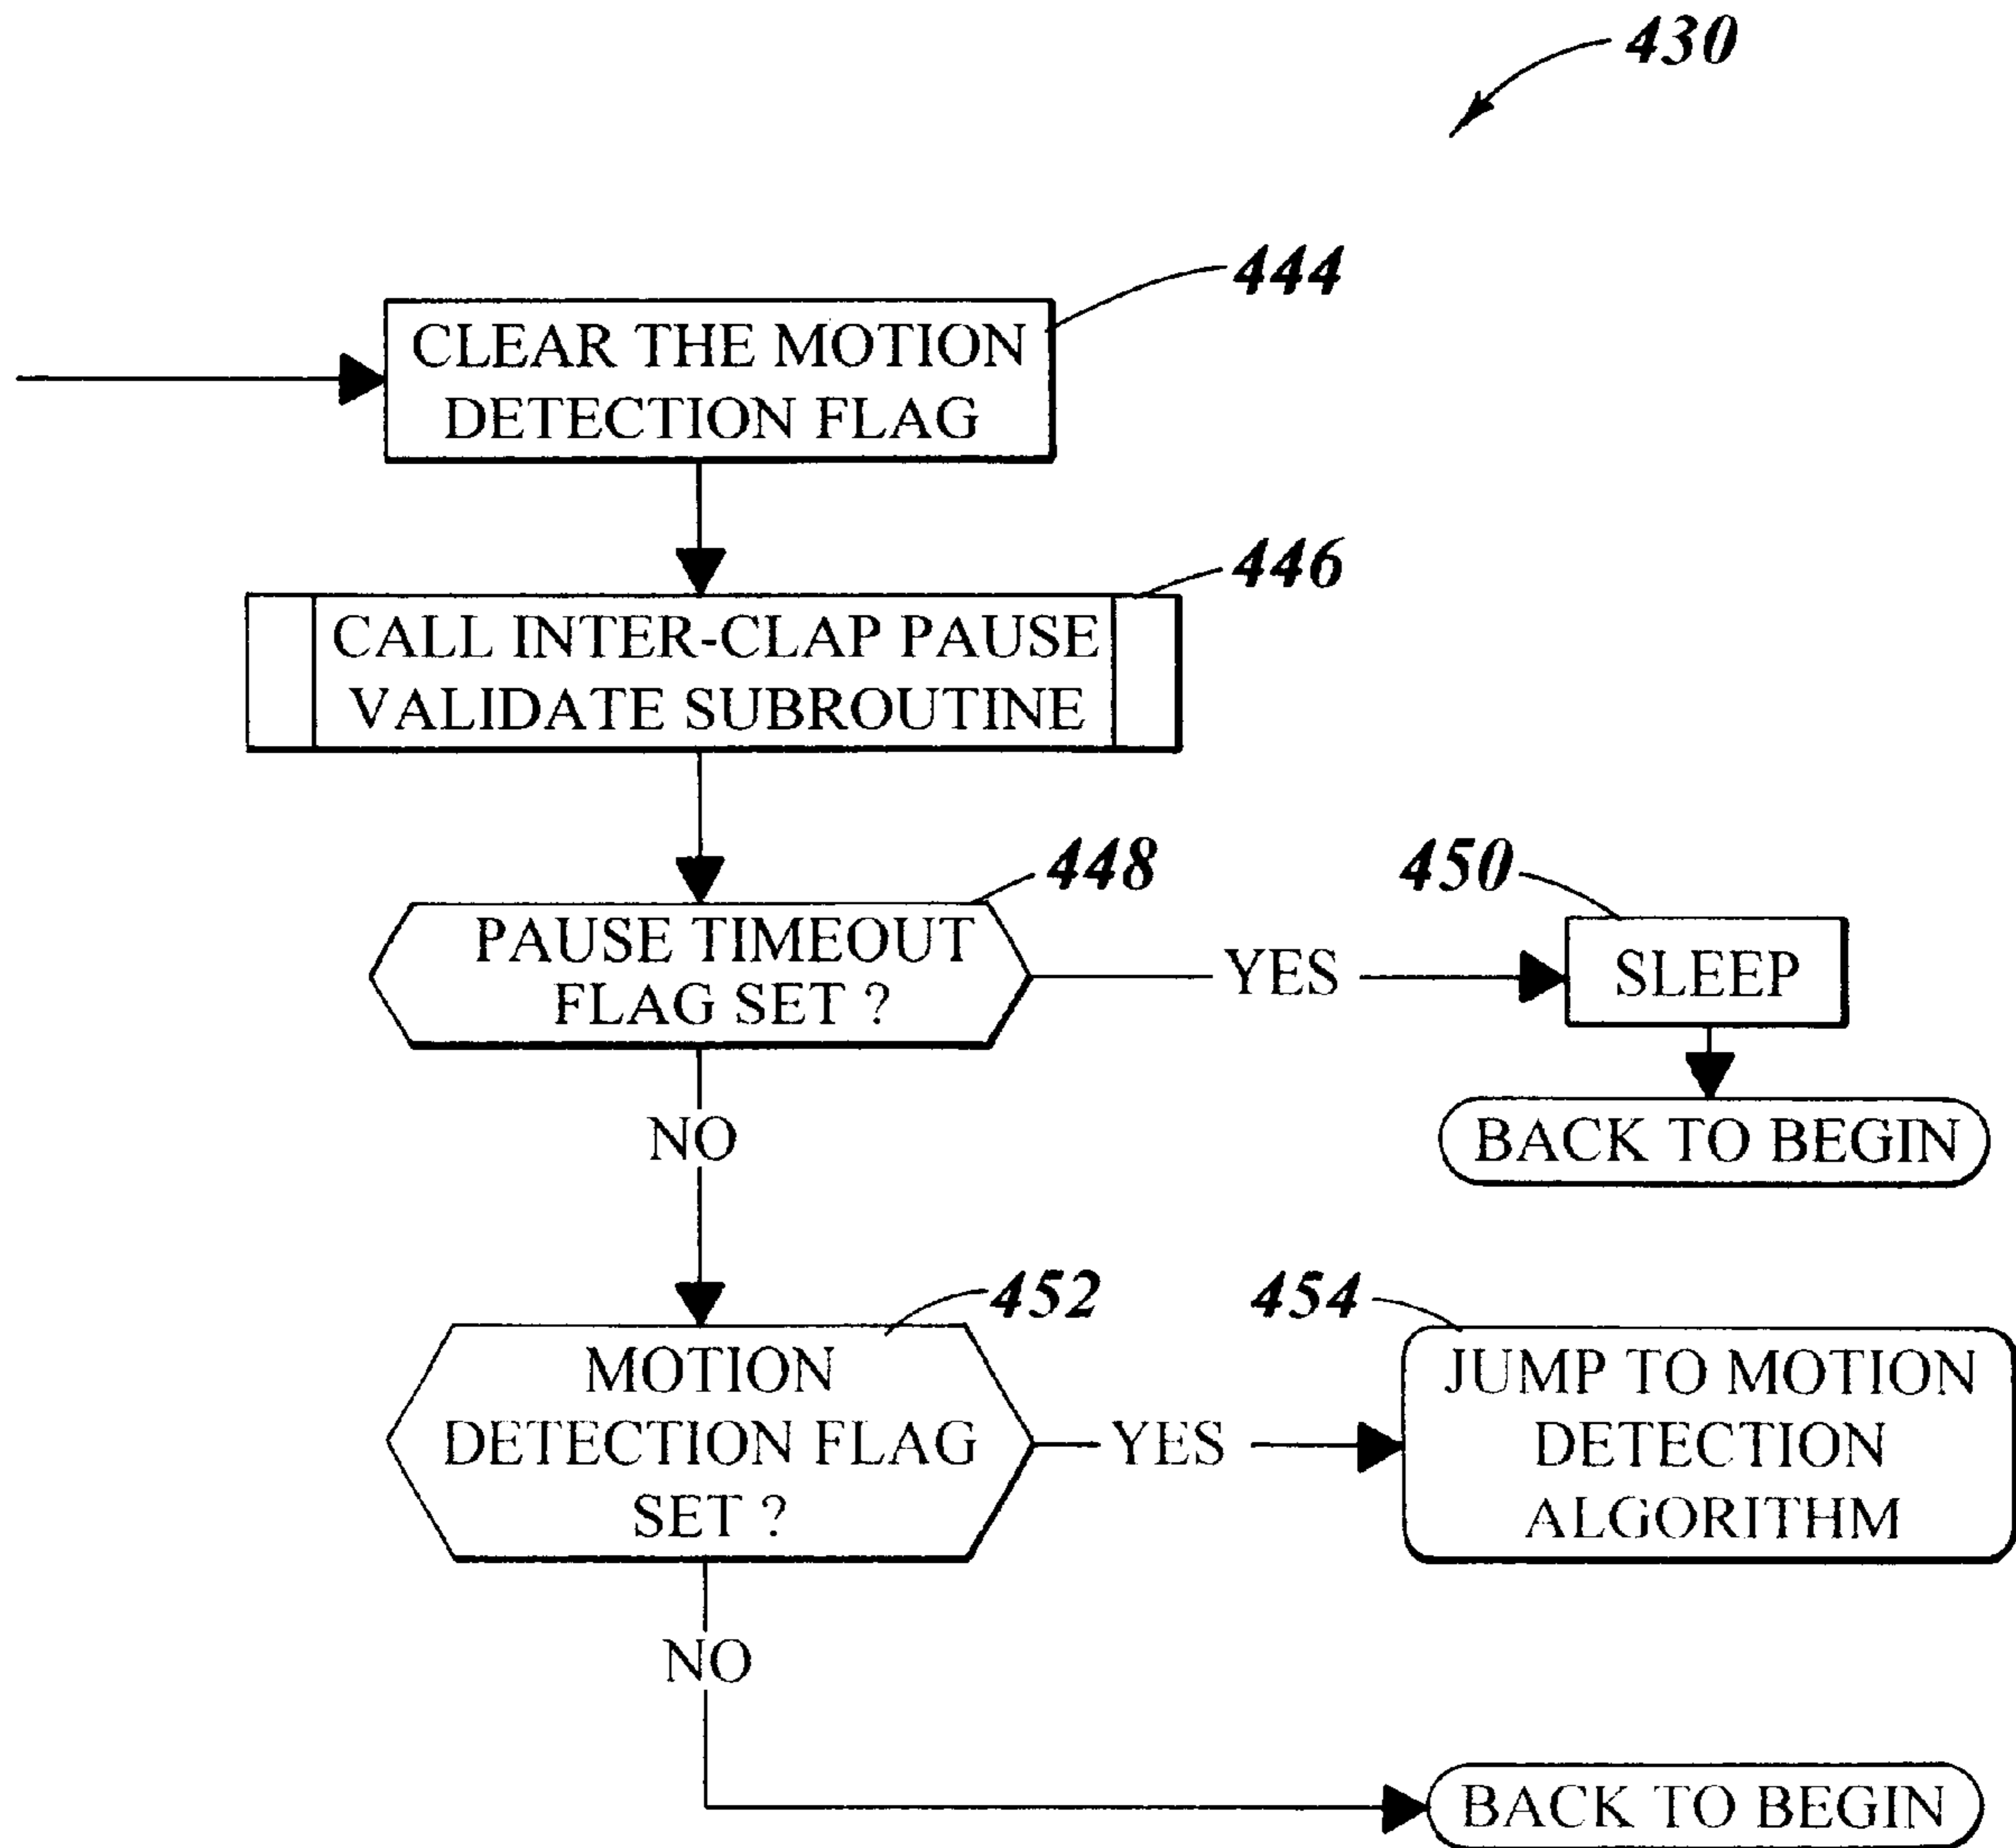 430
444
CLEAR THE MOTION
DETECTION FLAG
446
CALL INTER-CLAP PAUSE
VALIDATE SUBROUTINE
448
PAUSE TIMEOUT
FLAG SET ?
YES
450
SLEEP
BACK TO BEGIN
NO
452
MOTION
DETECTION FLAG
SET ?
YES
454
JUMP TO MOTION
DETECTION
ALGORITHM
NO
BACK TO BEGIN